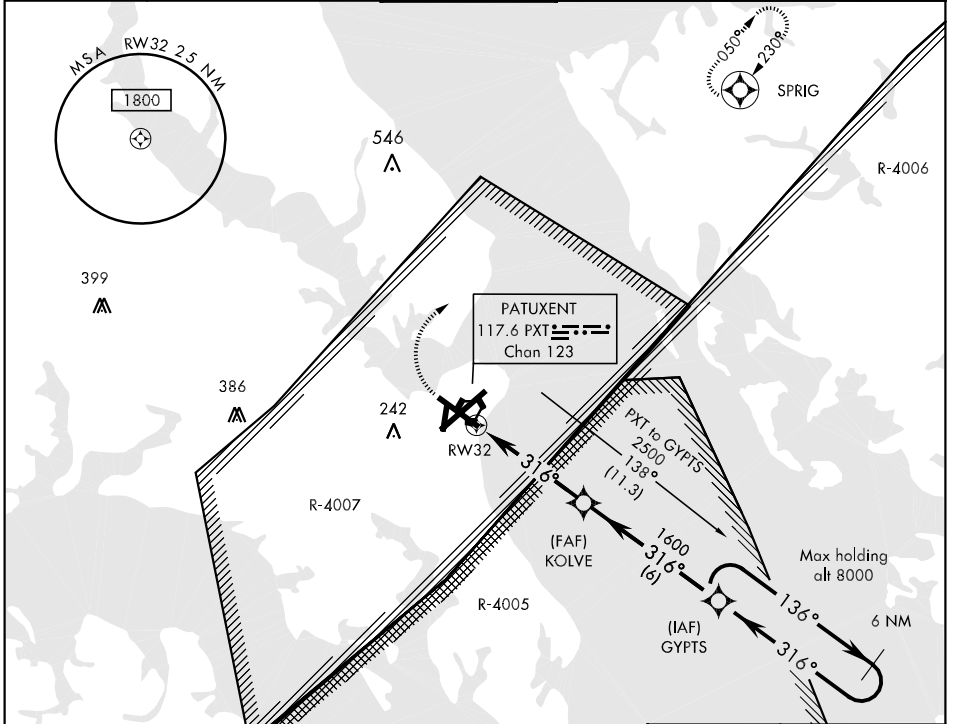 MSA RW32 25 NM
1800
050°
230°
SPRIG
546
R-4006
399
PATUXENT
117.6 PXT
Chan 123
386
242
RW32
PXT to GYPTS
2500
138°
(11.3)
316°
R-4007
(FAF)
KOLVE
1600
316°
(6)
Max holding
alt 8000
R-4005
136°
6 NM
(IAF)
GYPTS
316°